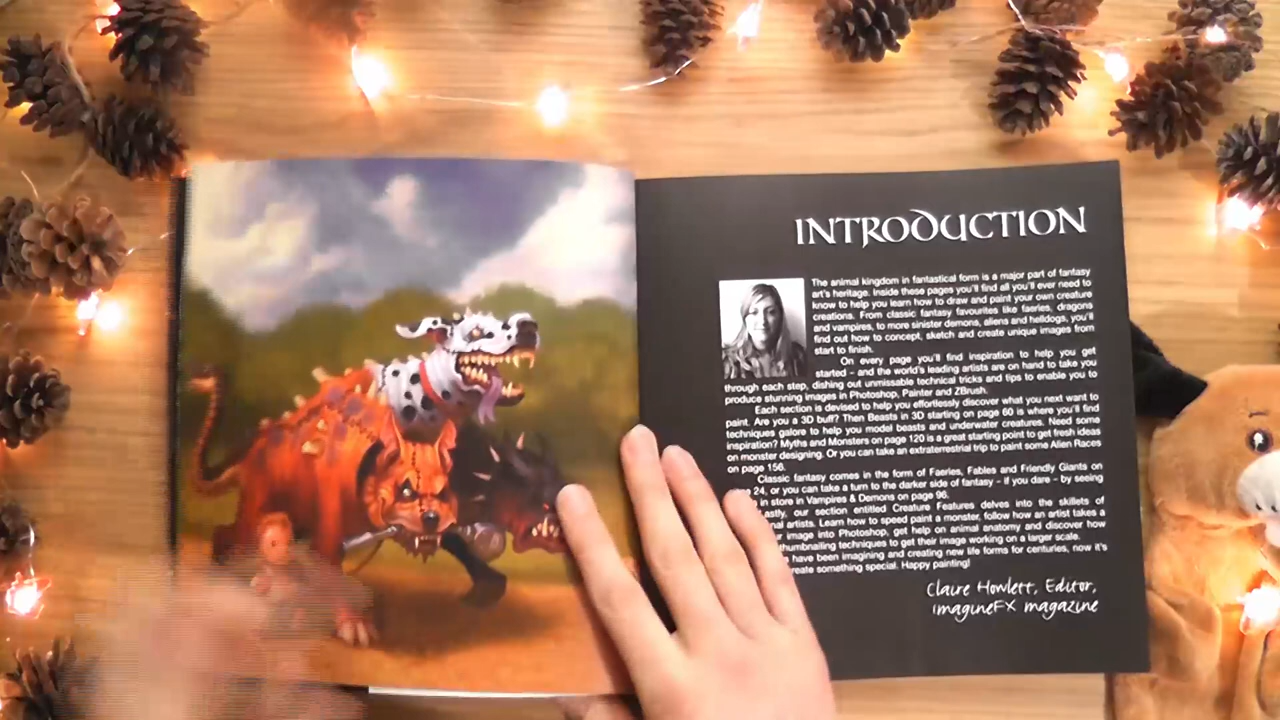 INTRODUCTION
The animal kingdom in fantastical form is a major part of fantasy
art's heritage. Inside these pages you'll find all you'll ever need to
know to help you learn how to draw and paint your own creature
creations. From classic fantasy favourites like faeries, dragons
and vampires, to more sinister demons, aliens and helldogs, you'll
find out how to concept, sketch and create unique images from
start to finish.
On every page you'll find inspiration to help you get
started – and the world's leading artists are on hand to take you
through each step, dishing out unmissable technical tricks and tips to enable you to
produce stunning images in Photoshop, Painter and ZBrush.
Each section is devised to help you effortlessly discover what you next want to
paint. Are you a 3D buff? Then Beasts in 3D starting on page 60 is where you'll find
techniques galore to help you model beasts and underwater creatures. Need some
inspiration? Myths and Monsters on page 120 is a great starting point to get fresh ideas
on monster designing. Or you can take an extraterrestrial trip to paint some Alien Races
on page 156.
Classic fantasy comes in the form of Faeries, Fables and Friendly Giants on
24, or you can take a turn to the darker side of fantasy – if you dare – by seeing
in store in Vampires & Demons on page 96.
astly, our section entitled Creature Features delves into the skillets of
nal artists. Learn how to speed paint a monster, follow how an artist takes a
r image into Photoshop, get help on animal anatomy and discover how
thumbnailing techniques to get their image working on a larger scale.
s have been imagining and creating new life forms for centuries, now it's
reate something special. Happy painting!
Claire Howlett, Editor,
ImagineFX magazine